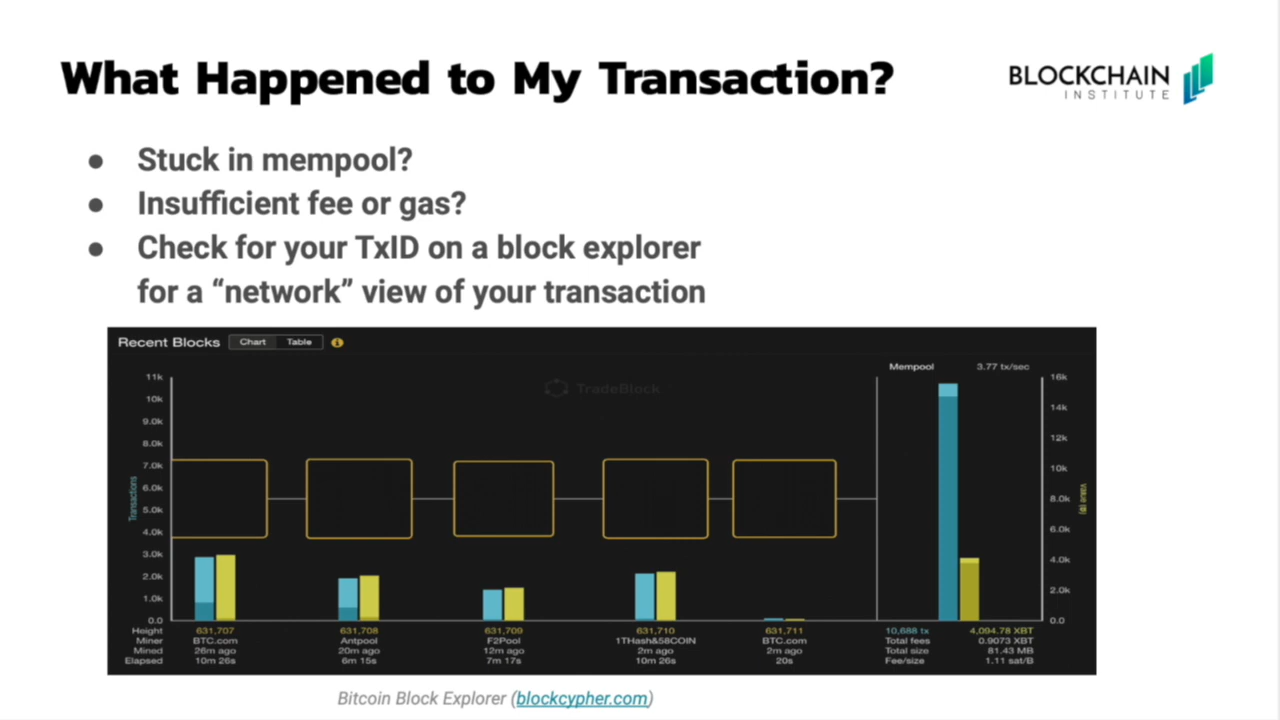 What Happened to My Transaction?
BLOCKCHAIN
INSTITUTE
● Stuck in mempool?
● Insufficient fee or gas?
● Check for your TxID on a block explorer
for a “network” view of your transaction
Recent Blocks Chart Table
Mempool 3.77 tx/sec
TradeBlock
11k
10k
9.0k
8.0k
7.0k
6.0k
5.0k
4.0k
3.0k
2.0k
1.0k
0.0
Transactions
16k
14k
12k
10k
8.0k
6.0k
4.0k
2.0k
0.0
Value (Ƀ)
Height 631,707 631,708 631,709 631,710 631,711 10,688 tx 4,094.78 XBT
Miner BTC.com Antpool F2Pool 1THash&58COIN BTC.com Total fees 0.9073 XBT
Mined 26m ago 20m ago 12m ago 2m ago 2m ago Total size 81.43 MB
Elapsed 10m 26s 6m 15s 7m 17s 10m 26s 20s Fee/size 1.11 sat/B
Bitcoin Block Explorer (blockcypher.com)